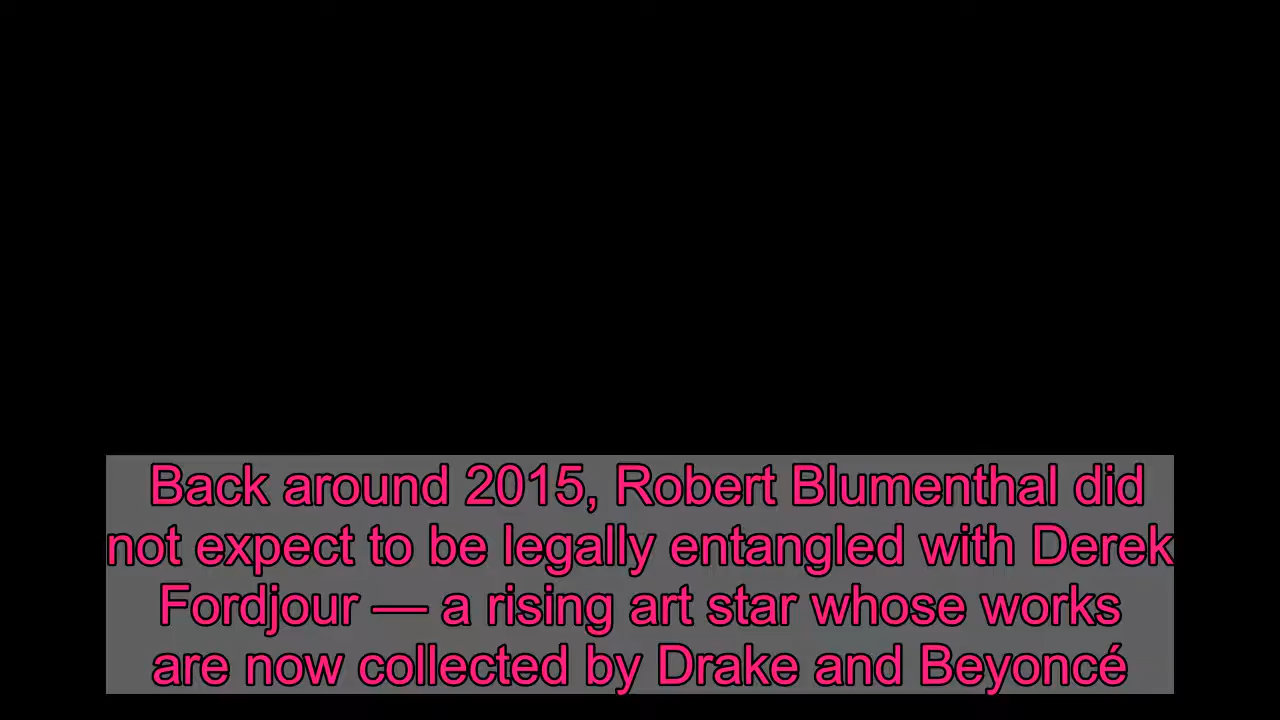 Back around 2015, Robert Blumenthal did
not expect to be legally entangled with Derek
Fordjour — a rising art star whose works
are now collected by Drake and Beyoncé